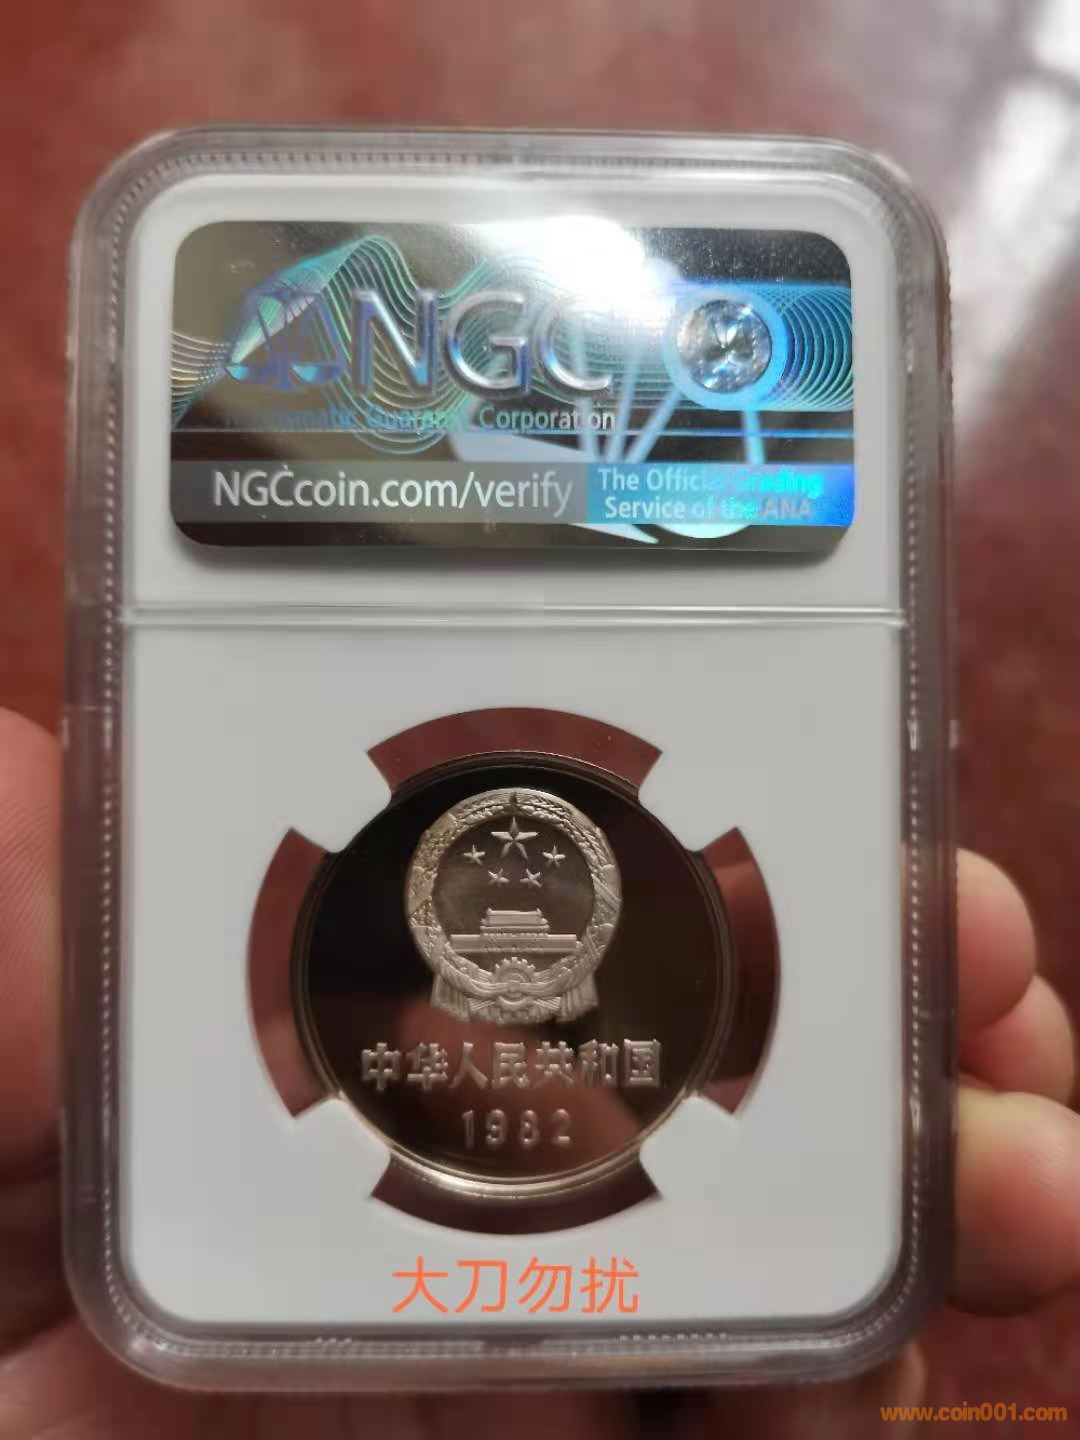 NGC
Numismatic Guaranty Corporation
NGCcoin.com/verify
The Official Grading
Service of the ANA
中华人民共和国
1982
大刀勿扰
www.coin001.com